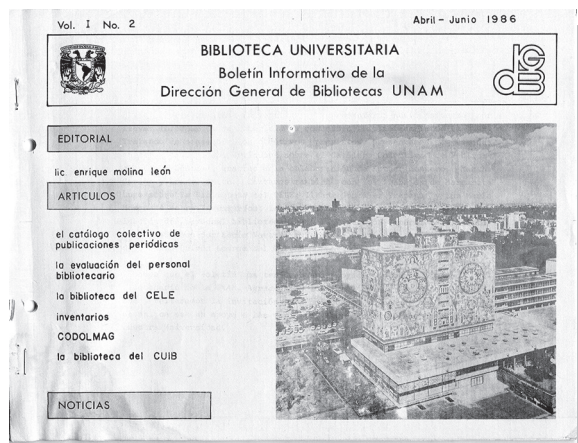 Vol. I No. 2
Abril - Junio 1986
BIBLIOTECA UNIVERSITARIA
Boletín Informativo de la
Dirección General de Bibliotecas UNAM
DGB
EDITORIAL
lic. enrique molina león
ARTICULOS
el catálogo colectivo de
publicaciones periódicas
la evaluación del personal
bibliotecario
la biblioteca del CELE
inventarios
CODOLMAG
la biblioteca del CUIB
NOTICIAS